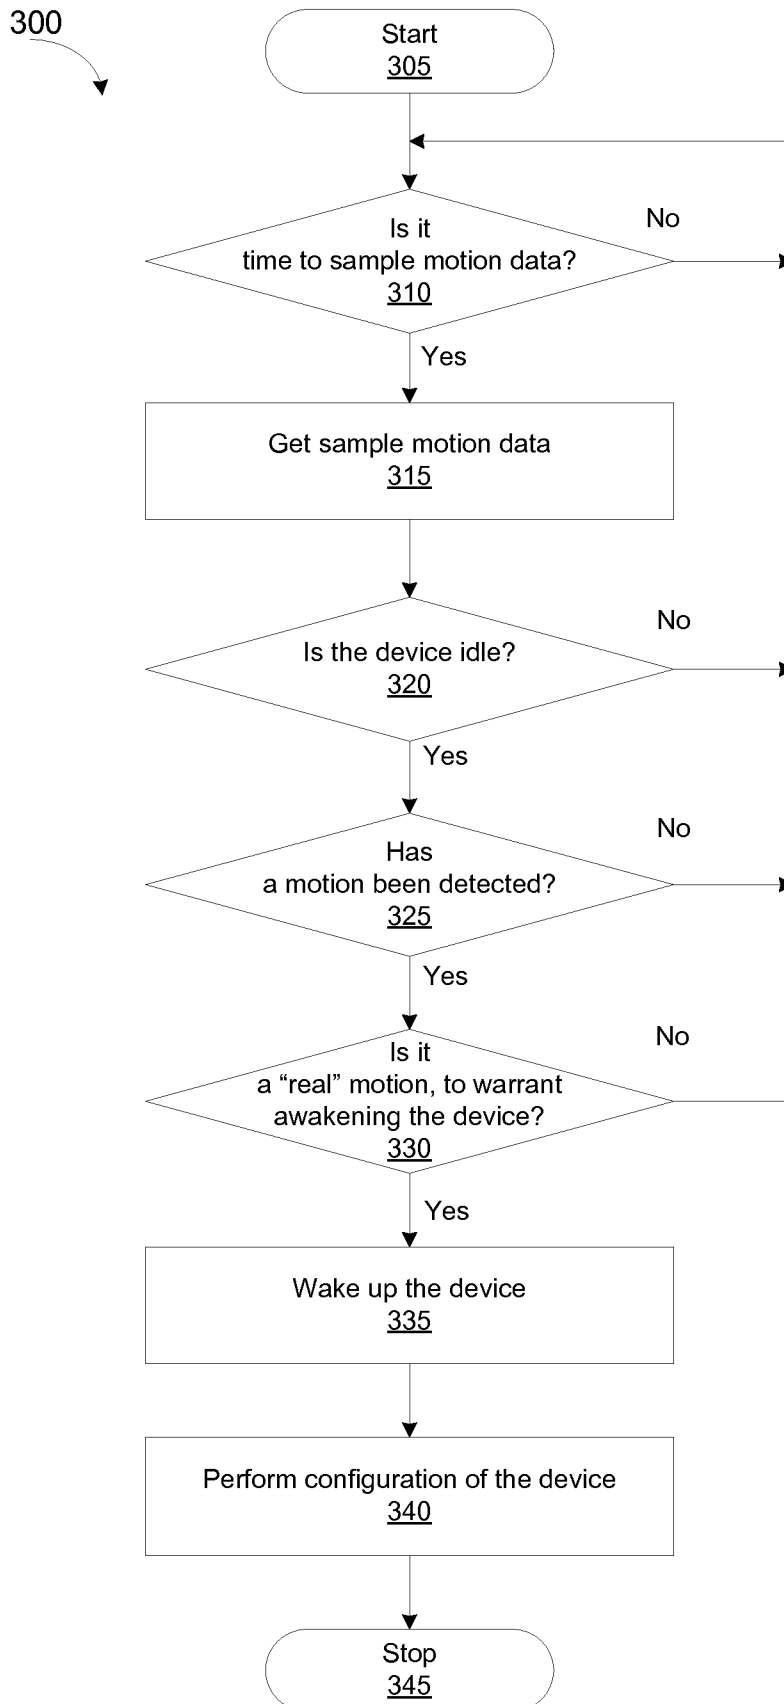 300
Start
305
Is it
time to sample motion data?
310
No
Yes
Get sample motion data
315
Is the device idle?
320
No
Yes
Has
a motion been detected?
325
No
Yes
Is it
a “real” motion, to warrant
awakening the device?
330
No
Yes
Wake up the device
335
Perform configuration of the device
340
Stop
345